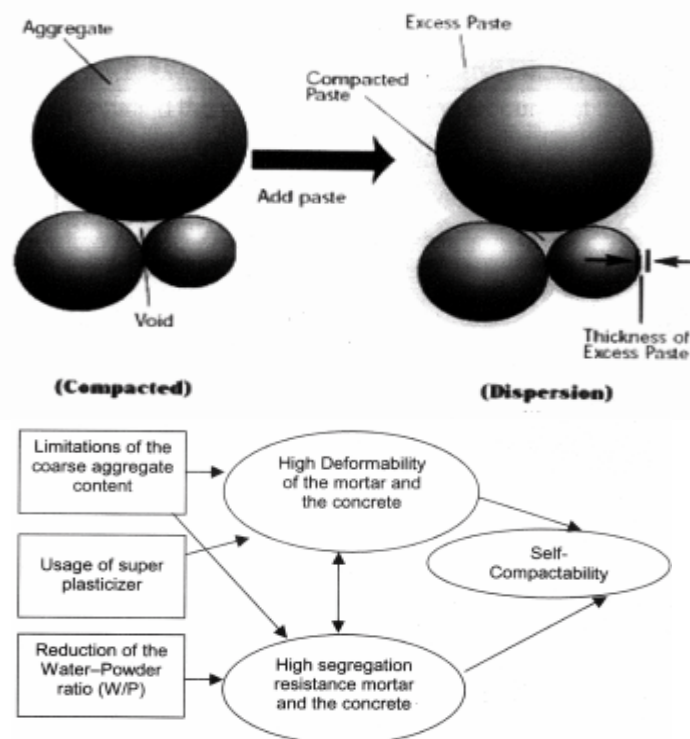 Aggregate
Excess Paste
Compacted
Paste
Add paste
Void
Thickness of
Excess Paste
(Compacted)
(Dispersion)
Limitations of the
coarse aggregate
content
High Deformability
of the mortar and
the concrete
Usage of super
plasticizer
Self-
Compactability
Reduction of the
Water–Powder
ratio (W/P)
High segregation
resistance mortar
and the concrete